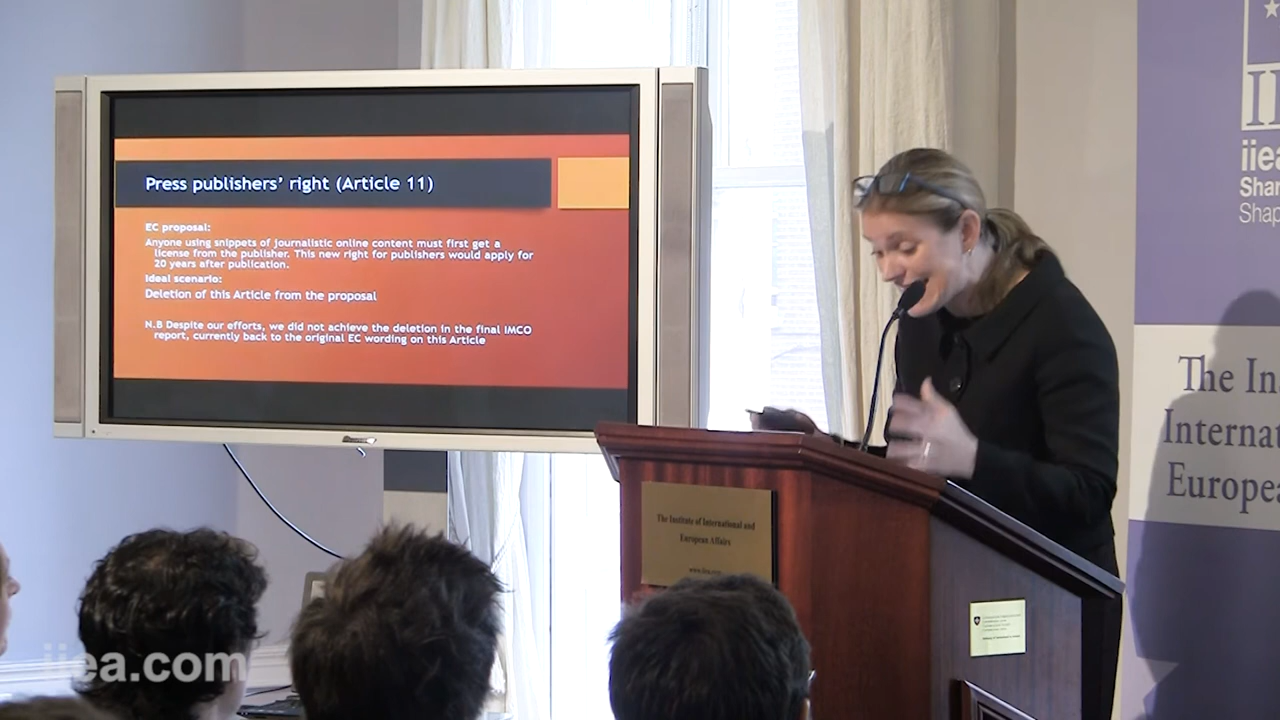 Press publishers' right (Article 11)
EC proposal:
Anyone using snippets of journalistic online content must first get a
license from the publisher. This new right for publishers would apply for
20 years after publication.
Ideal scenario:
Deletion of this Article from the proposal
N.B Despite our efforts, we did not achieve the deletion in the final IMCO
report, currently back to the original EC wording on this Article
iiea
Shar
Shap
The In
Internat
Europea
The Institute of International and
European Affairs
iiea.com